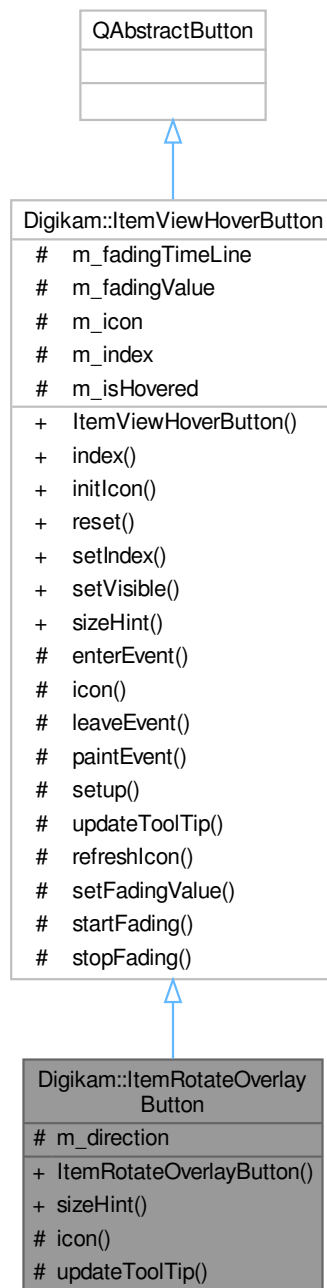 QAbstractButton
Digikam::ItemViewHoverButton
# m_fadingTimeLine
# m_fadingValue
# m_icon
# m_index
# m_isHovered
+ ItemViewHoverButton()
+ index()
+ initIcon()
+ reset()
+ setIndex()
+ setVisible()
+ sizeHint()
# enterEvent()
# icon()
# leaveEvent()
# paintEvent()
# setup()
# updateToolTip()
# refreshIcon()
# setFadingValue()
# startFading()
# stopFading()
Digikam::ItemRotateOverlay
Button
# m_direction
+ ItemRotateOverlayButton()
+ sizeHint()
# icon()
# updateToolTip()